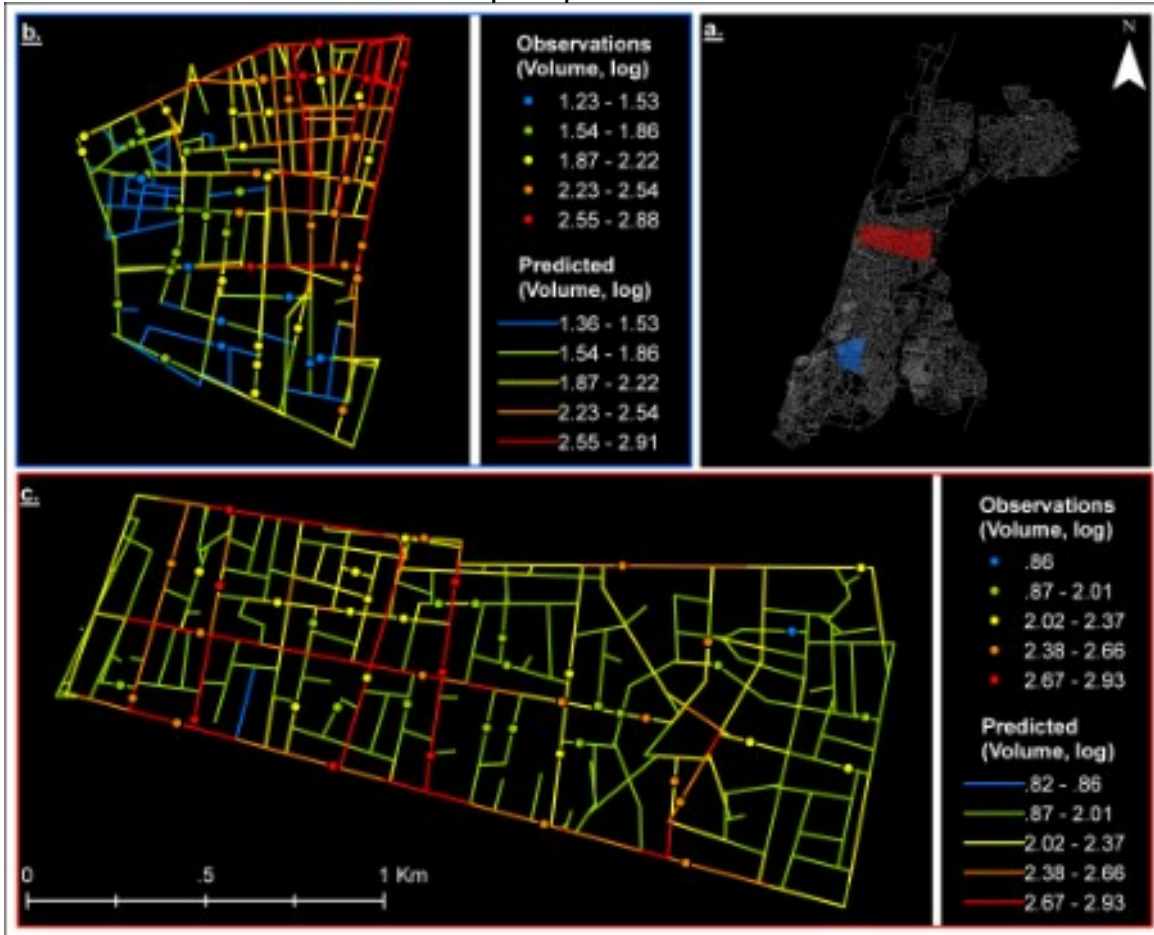 b.
Observations
(Volume, log)
1.23 - 1.53
1.54 - 1.86
1.87 - 2.22
2.23 - 2.54
2.55 - 2.88
Predicted
(Volume, log)
1.36 - 1.53
1.54 - 1.86
1.87 - 2.22
2.23 - 2.54
2.55 - 2.91
a.
N
c.
0 .5 1 Km
Observations
(Volume, log)
.86
.87 - 2.01
2.02 - 2.37
2.38 - 2.66
2.67 - 2.93
Predicted
(Volume, log)
.82 - .86
.87 - 2.01
2.02 - 2.37
2.38 - 2.66
2.67 - 2.93